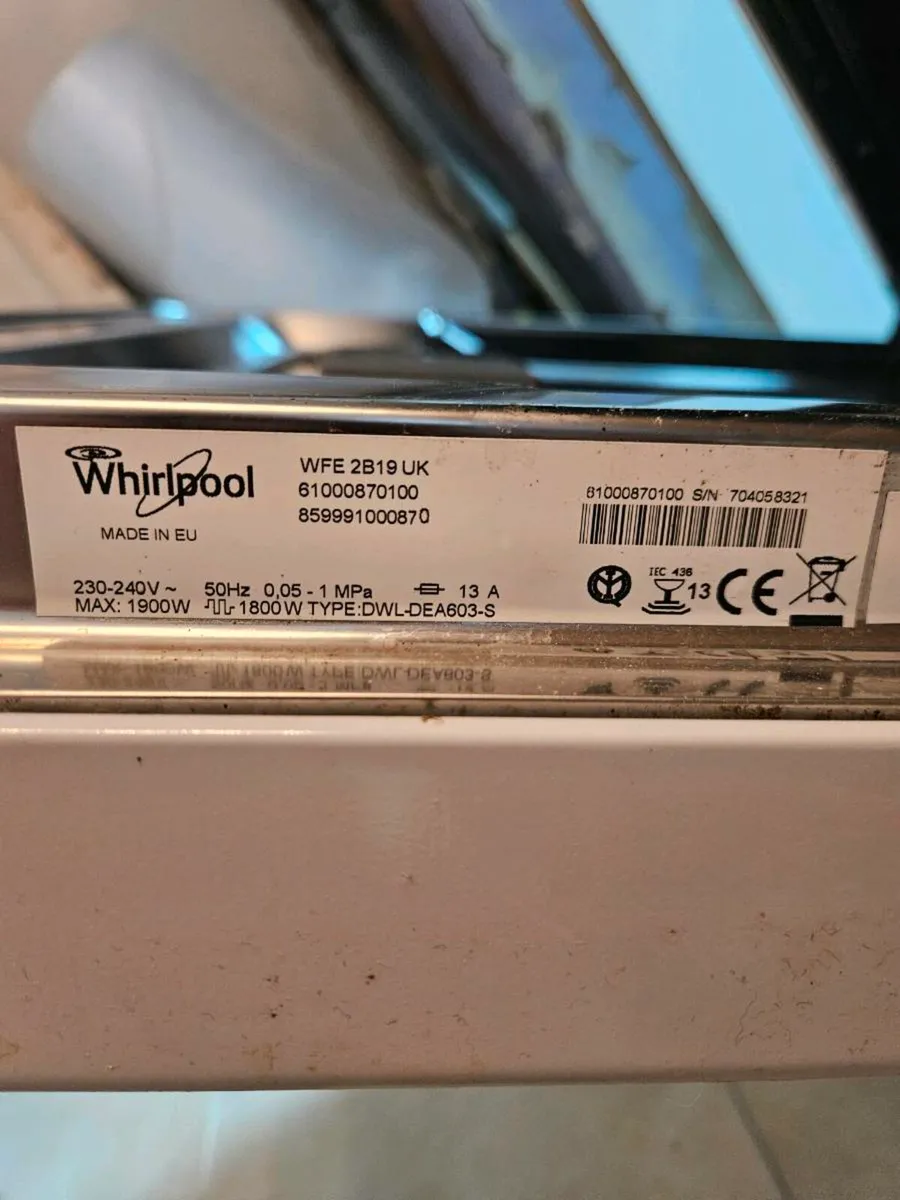 Whirlpool
MADE IN EU
WFE 2B19 UK
61000870100
859991000870
61000870100 S/N 704058321
230-240V ~ 50Hz 0,05 - 1 MPa 13 A
MAX: 1900W 1800 W TYPE:DWL-DEA603-S
IEC 436
13
CE